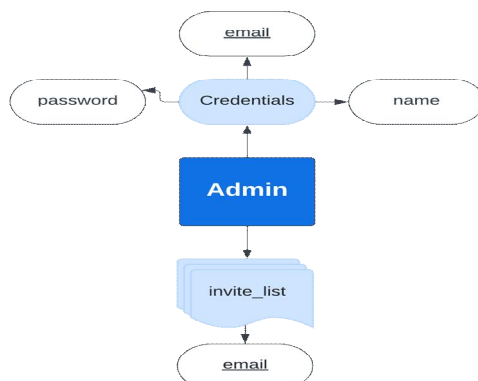 email
password
Credentials
name
Admin
invite_list
email